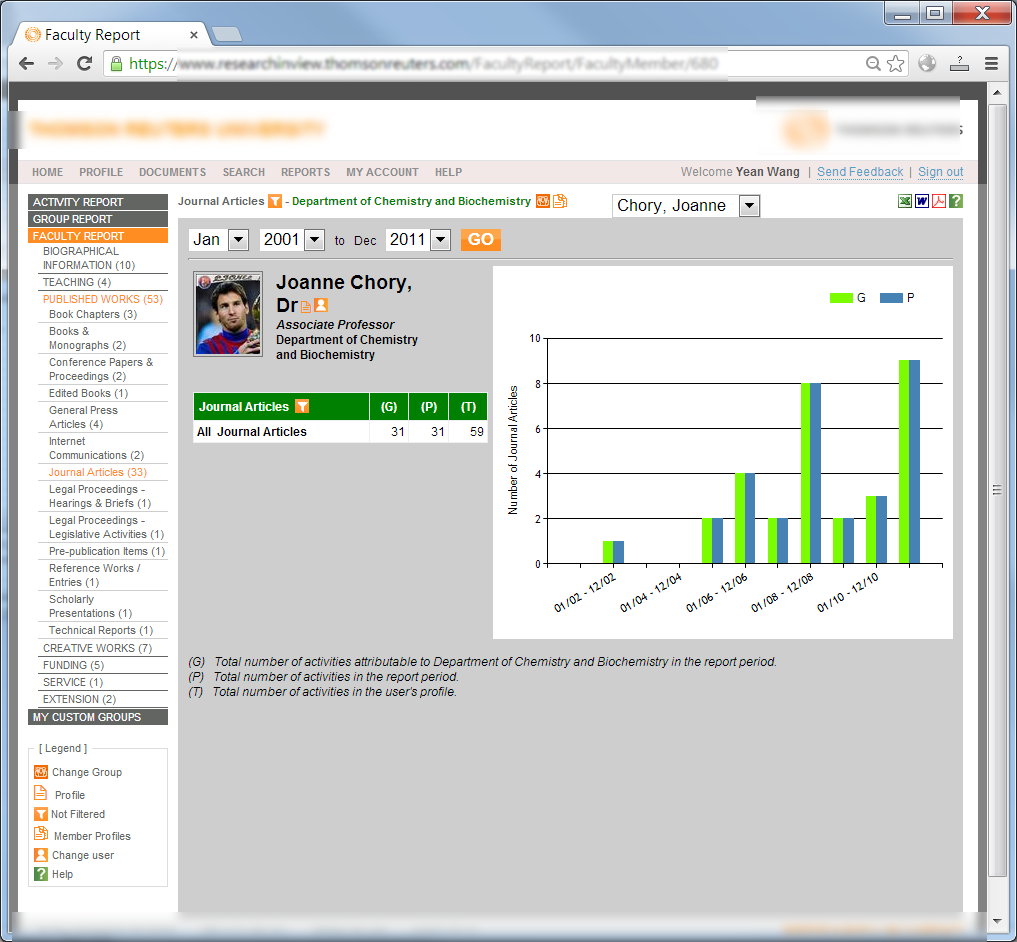 Faculty Report
https://www.researchinview.thomsonreuters.com/FacultyReport/FacultyMember/680
THOMSON REUTERS UNIVERSITY
THOMSON REUTERS
HOME PROFILE DOCUMENTS SEARCH REPORTS MY ACCOUNT HELP
Welcome Yean Wang | Send Feedback | Sign out
ACTIVITY REPORT
GROUP REPORT
FACULTY REPORT
BIOGRAPHICAL
INFORMATION (10)
TEACHING (4)
PUBLISHED WORKS (53)
Book Chapters (3)
Books &
Monographs (2)
Conference Papers &
Proceedings (2)
Edited Books (1)
General Press
Articles (4)
Internet
Communications (2)
Journal Articles (33)
Legal Proceedings -
Hearings & Briefs (1)
Legal Proceedings -
Legislative Activities (1)
Pre-publication Items (1)
Reference Works /
Entries (1)
Scholarly
Presentations (1)
Technical Reports (1)
CREATIVE WORKS (7)
FUNDING (5)
SERVICE (1)
EXTENSION (2)
MY CUSTOM GROUPS
[ Legend ]
Change Group
Profile
Not Filtered
Member Profiles
Change user
Help
Journal Articles - Department of Chemistry and Biochemistry
Chory, Joanne
Jan 2001 to Dec 2011 GO
Joanne Chory,
Dr
Associate Professor
Department of Chemistry
and Biochemistry
Journal Articles (G) (P) (T)
All Journal Articles 31 31 59
G P
Number of Journal Articles
10
8
6
4
2
0
01/02 - 12/02
01/04 - 12/04
01/06 - 12/06
01/08 - 12/08
01/10 - 12/10
(G) Total number of activities attributable to Department of Chemistry and Biochemistry in the report period.
(P) Total number of activities in the report period.
(T) Total number of activities in the user's profile.